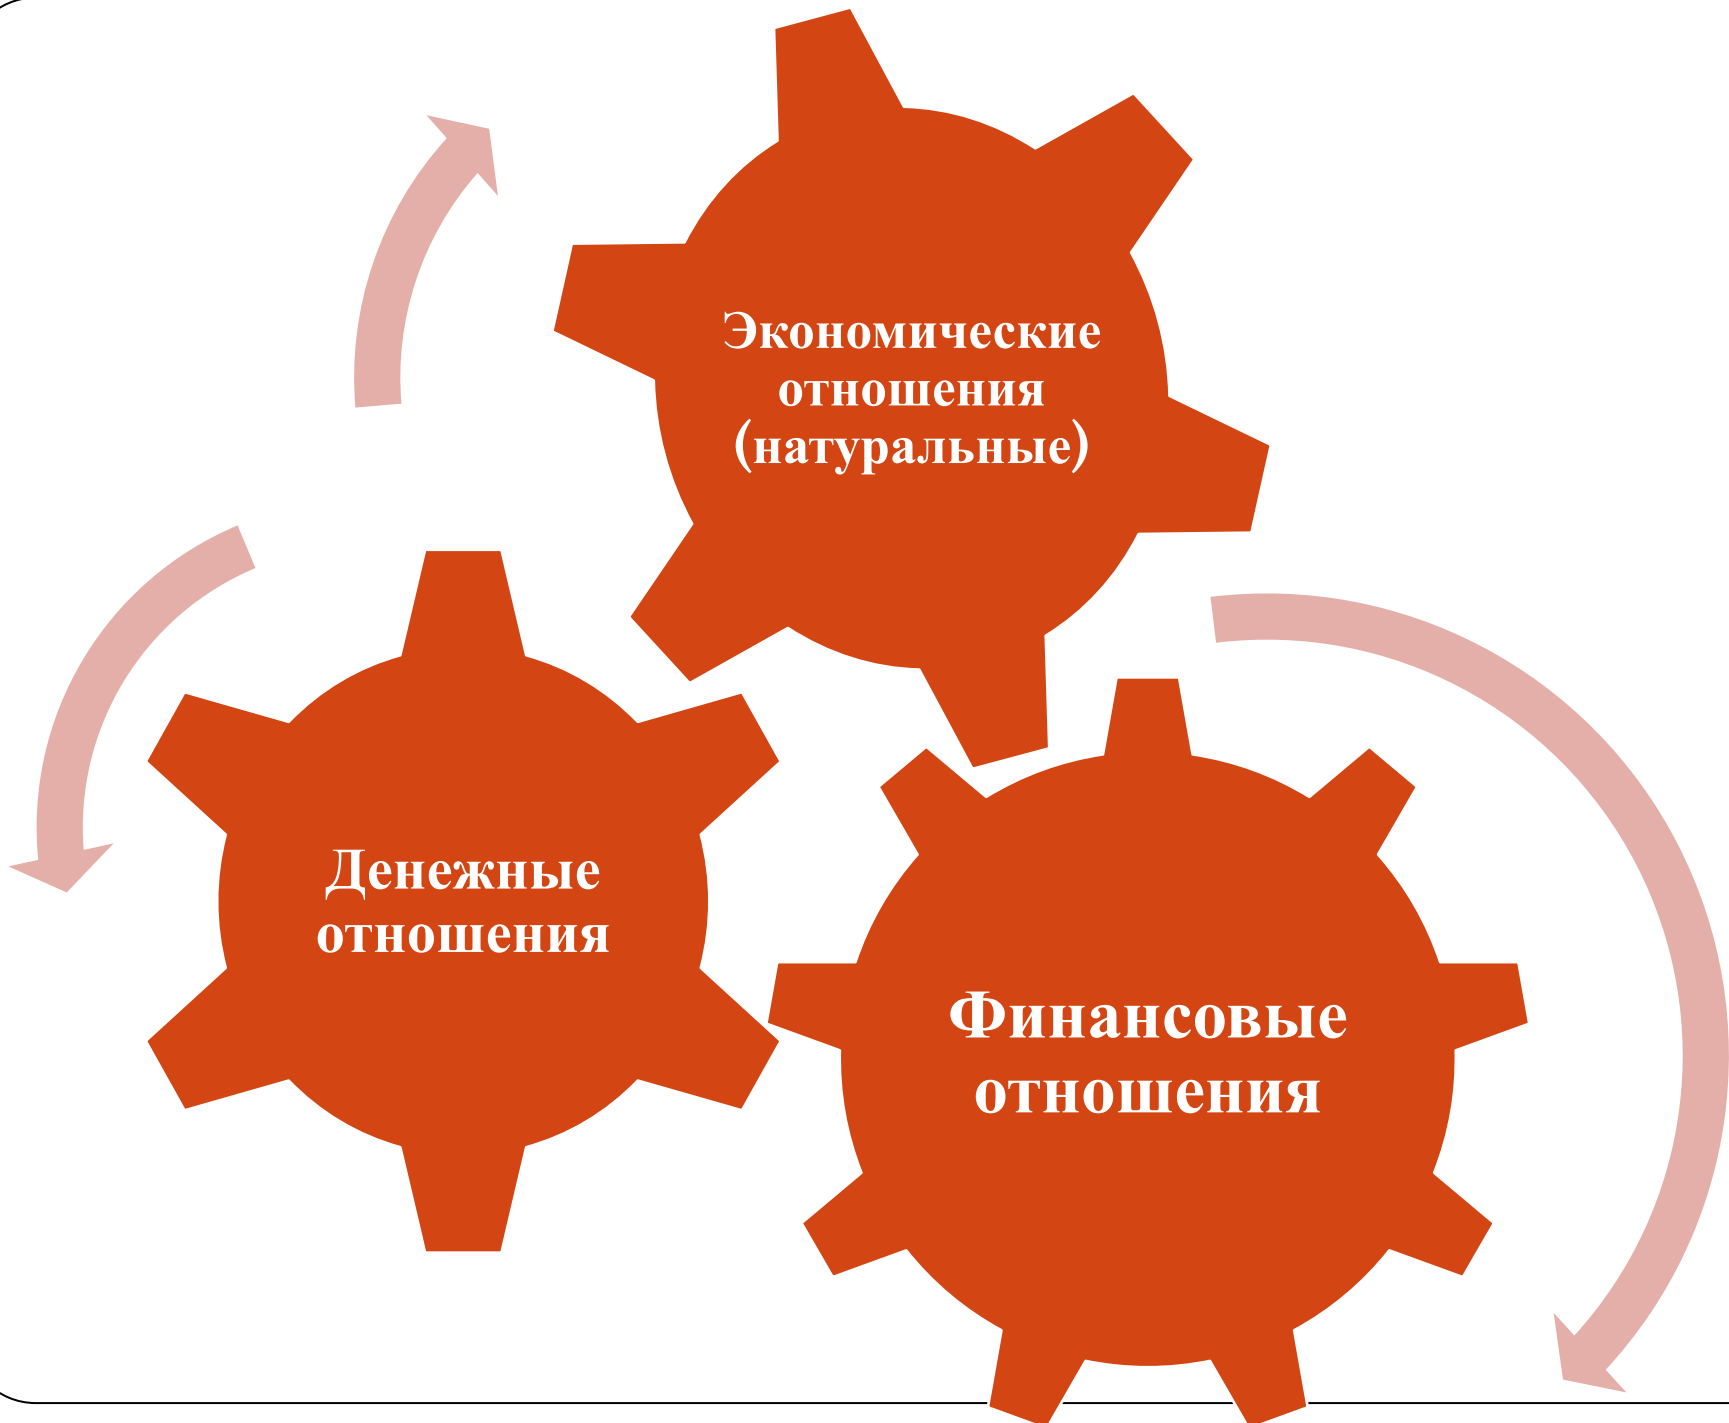 Экономические
отношения
(натуральные)
Денежные
отношения
Финансовые
отношения